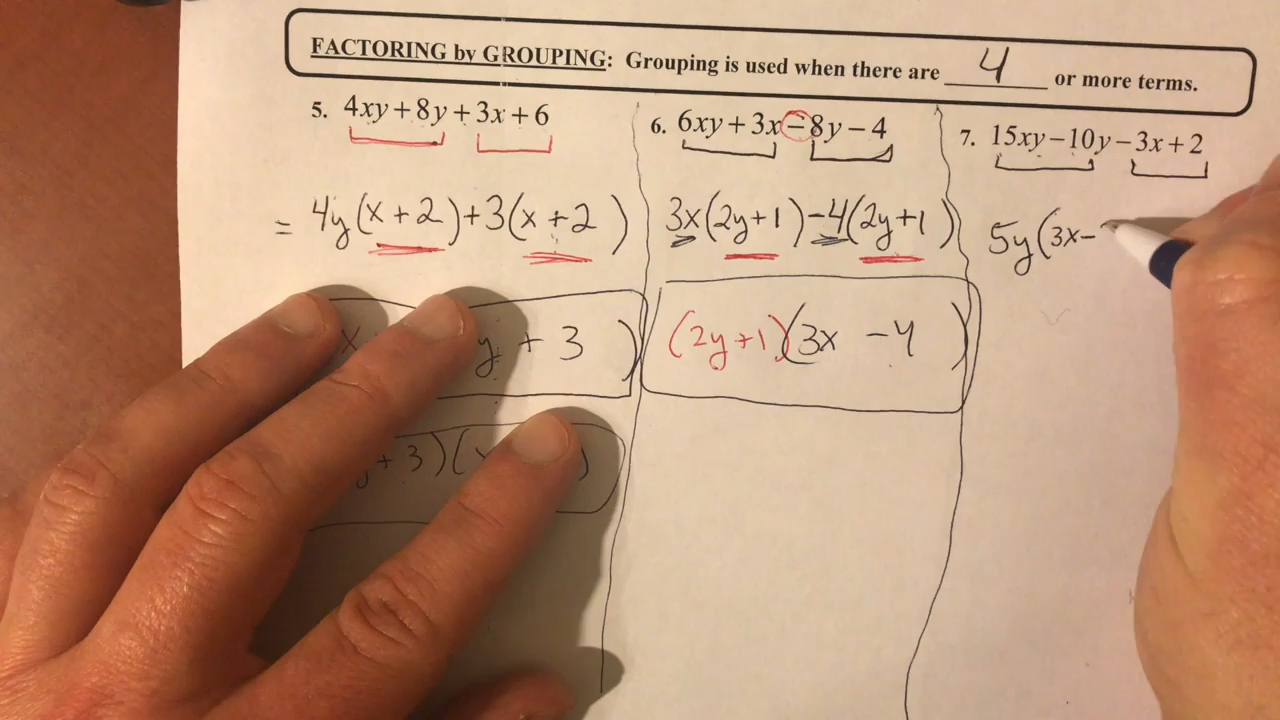 FACTORING by GROUPING: Grouping is used when there are 4 or more terms.
5. 4xy + 8y + 3x + 6
= 4y(x + 2) + 3(x + 2)
x y + 3)
+ 3)(x )
6. 6xy + 3x − 8y − 4
3x(2y + 1) − 4(2y + 1)
(2y + 1)(3x − 4)
7. 15xy − 10y − 3x + 2
5y(3x −